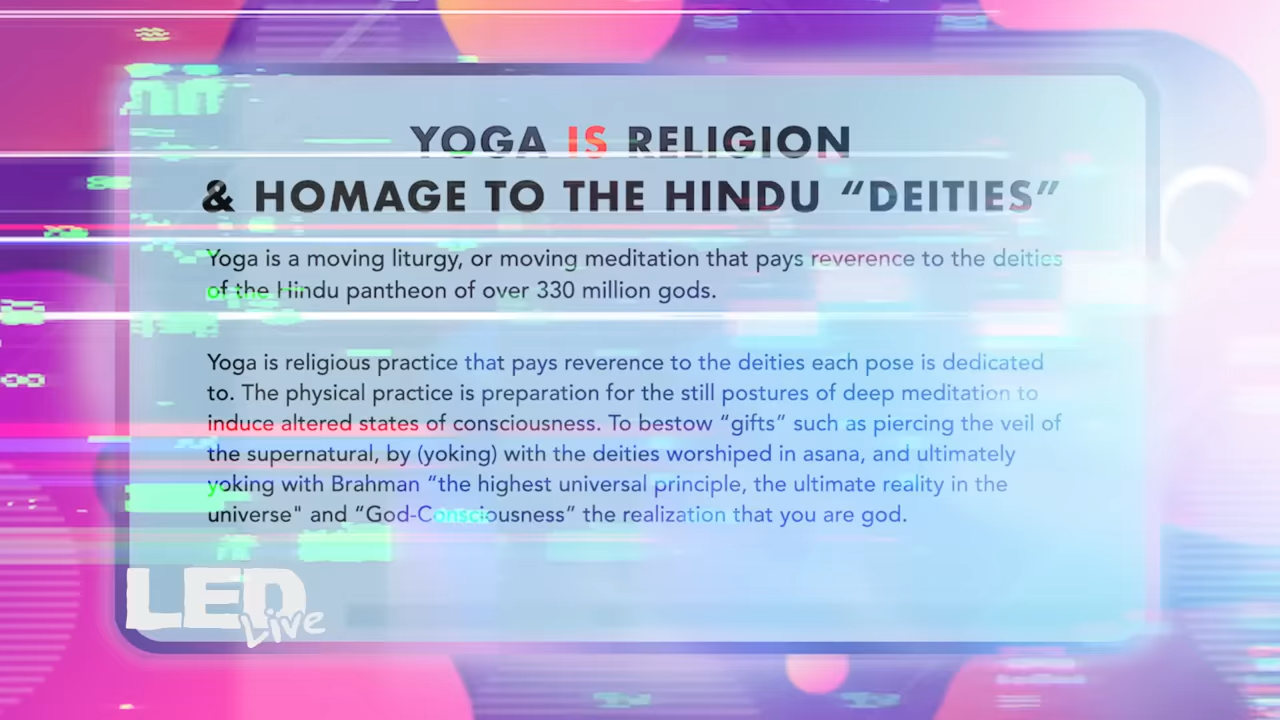 YOGA IS RELIGION
& HOMAGE TO THE HINDU “DEITIES”
Yoga is a moving liturgy, or moving meditation that pays reverence to the deities
of the Hindu pantheon of over 330 million gods.
Yoga is religious practice that pays reverence to the deities each pose is dedicated
to. The physical practice is preparation for the still postures of deep meditation to
induce altered states of consciousness. To bestow “gifts” such as piercing the veil of
the supernatural, by (yoking) with the deities worshiped in asana, and ultimately
yoking with Brahman “the highest universal principle, the ultimate reality in the
universe" and “God-Consciousness” the realization that you are god.
LED
Live